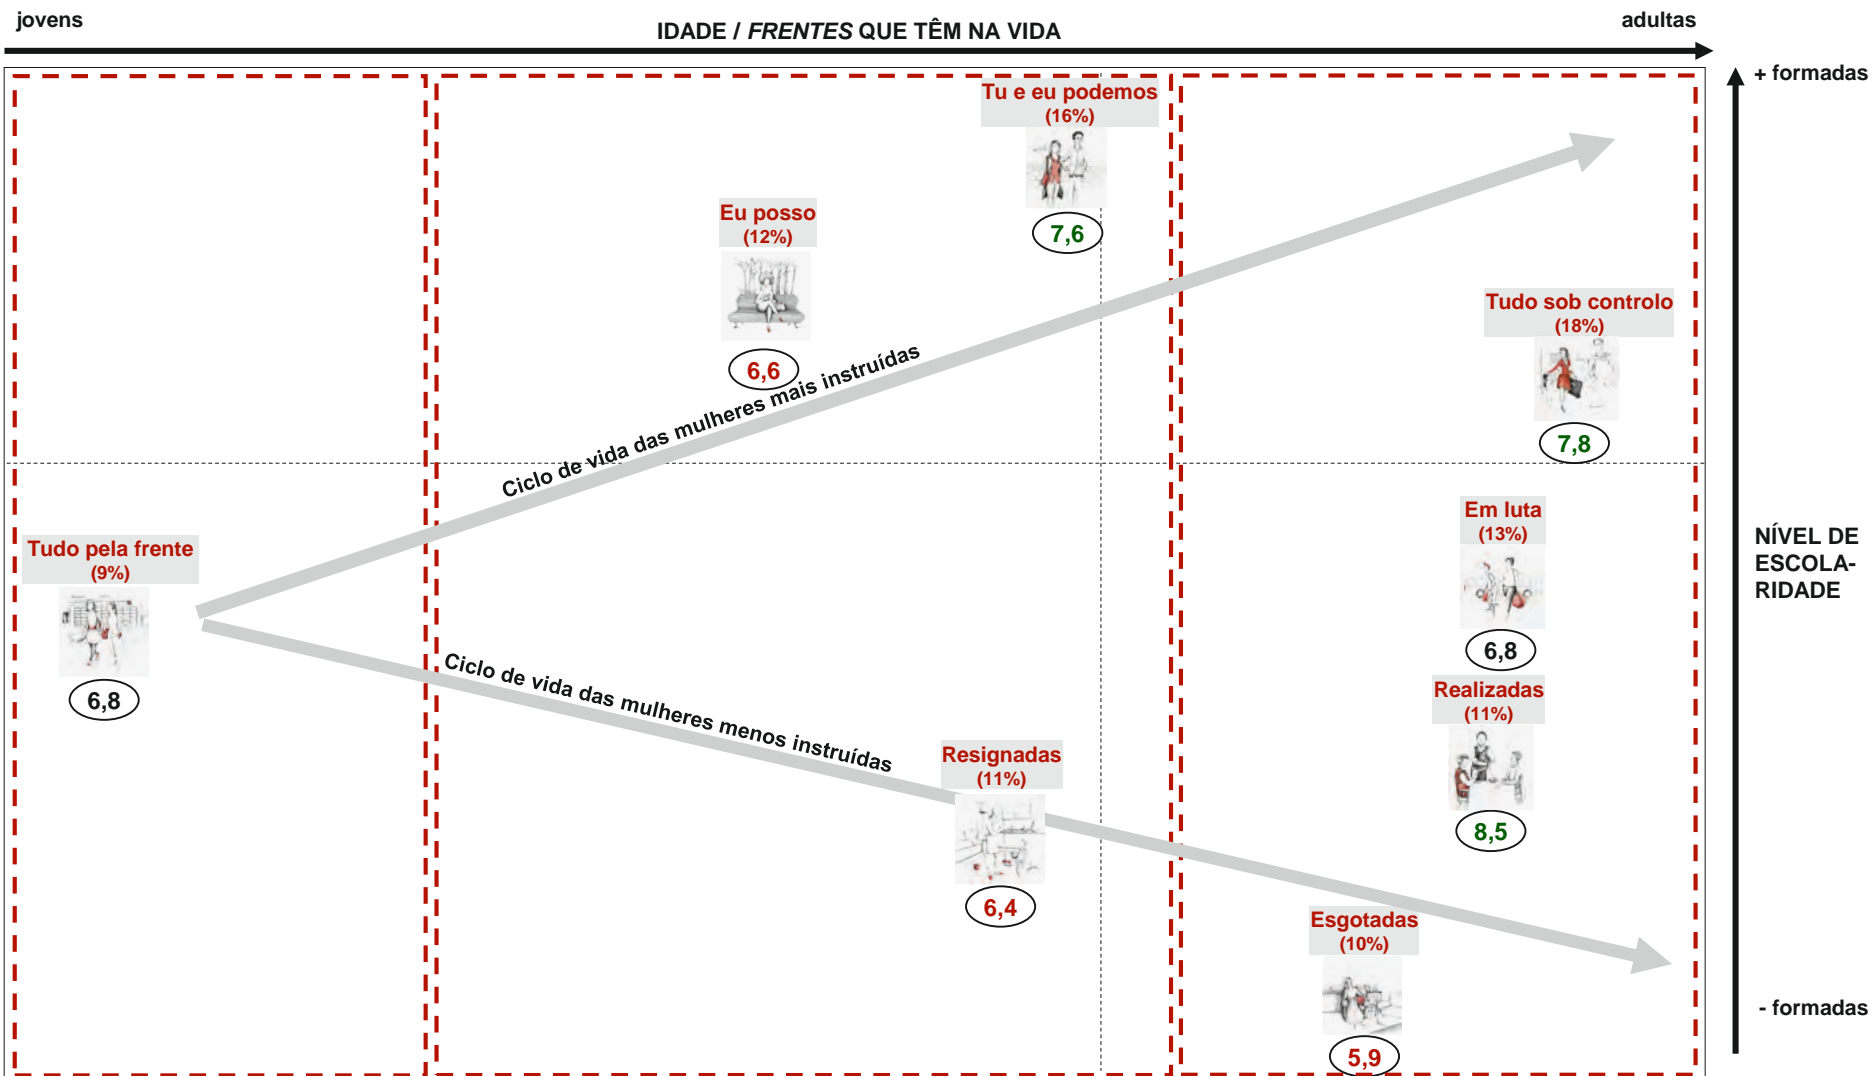 jovens
IDADE / FRENTES QUE TÊM NA VIDA
adultas
+ formadas
Tu e eu podemos
(16%)
7,6
Eu posso
(12%)
6,6
Tudo sob controlo
(18%)
7,8
Ciclo de vida das mulheres mais instruídas
Em luta
(13%)
6,8
NÍVEL DE
ESCOLA-
RIDADE
Tudo pela frente
(9%)
6,8
Ciclo de vida das mulheres menos instruídas
Realizadas
(11%)
8,5
Resignadas
(11%)
6,4
Esgotadas
(10%)
5,9
- formadas